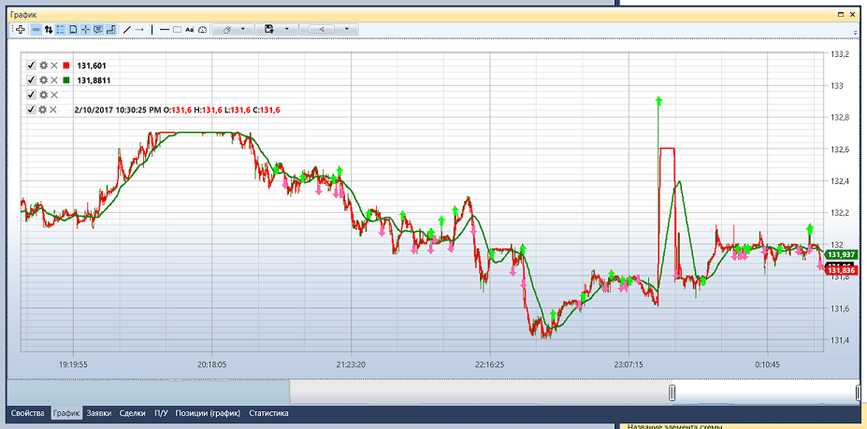 График
Aa
131,601
131,8811
2/10/2017 10:30:25 PM O:131,6 H:131,6 L:131,6 C:131,6
133,2
133
132,8
132,6
132,4
132,2
132
131,937
131,836
131,8
131,6
131,4
19:19:55 20:18:05 21:23:20 22:16:25 23:07:15 0:10:45
Свойства График Заявки Сделки П/У Позиции (график) Статистика
Название элемента схемы